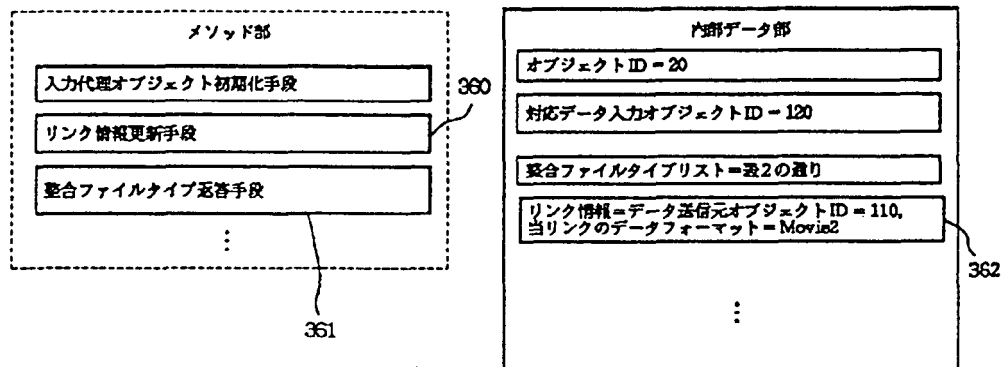 メソッド部
入力代理オブジェクト初期化手段
リンク情報更新手段
整合ファイルタイプ返答手段
360
361
内部データ部
オブジェクトID=20
対応データ入力オブジェクトID=120
整合ファイルタイプリスト=表2の通り
リンク情報=データ送信元オブジェクトID=110,
当リンクのデータフォーマット=Movie2
362